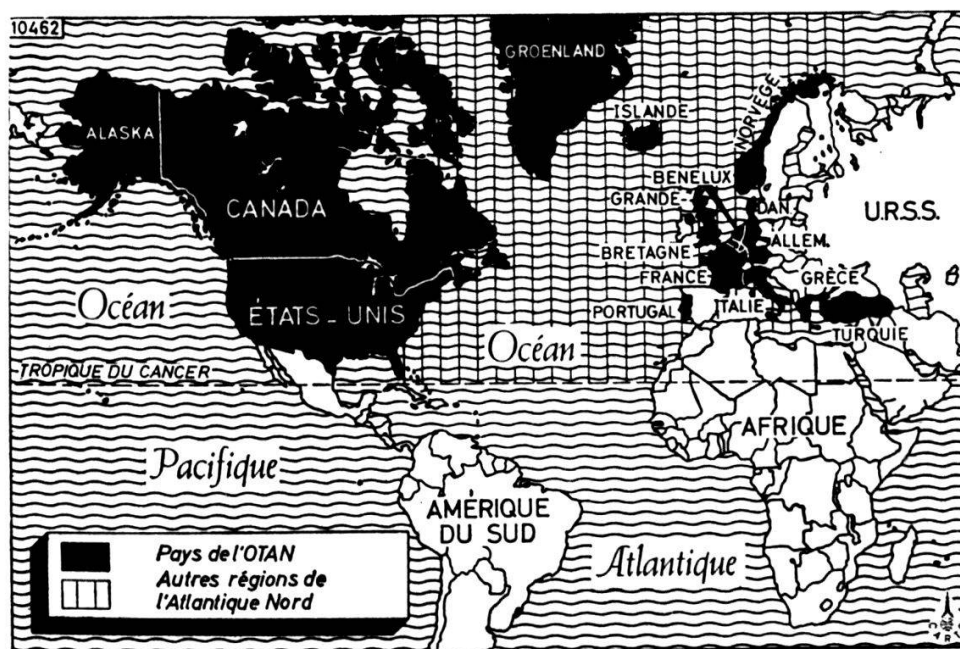 10462
GROENLAND
ALASKA
ISLANDE
NORVÈGE
BENELUX
GRANDE-
BRETAGNE
DAN.
ALLEM.
U.R.S.S.
CANADA
FRANCE
GRÈCE
ÉTATS-UNIS
PORTUGAL
ITALIE
TURQUIE
Océan
Océan
TROPIQUE DU CANCER
AFRIQUE
Pacifique
AMÉRIQUE
DU SUD
Atlantique
Pays de l'OTAN
Autres régions de
l'Atlantique Nord